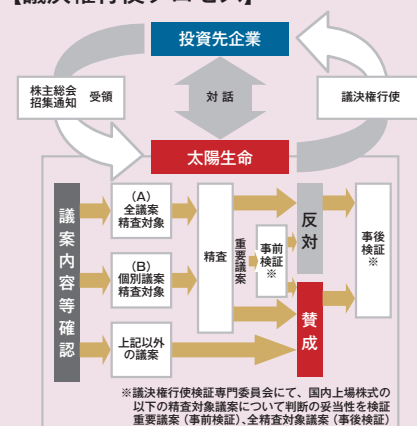 【議決権行使プロセス】
投資先企業
株主総会
招集通知 受領
対 話
議決権行使
太陽生命
議案内容等確認
(A)
全議案
精査対象
(B)
個別議案
精査対象
上記以外
の議案
精査
重要議案
事前
検証
※
反対
賛成
事後
検証
※
※議決権行使検証専門委員会にて、国内上場株式の
以下の精査対象議案について判断の妥当性を検証
重要議案（事前検証）、全精査対象議案（事後検証）